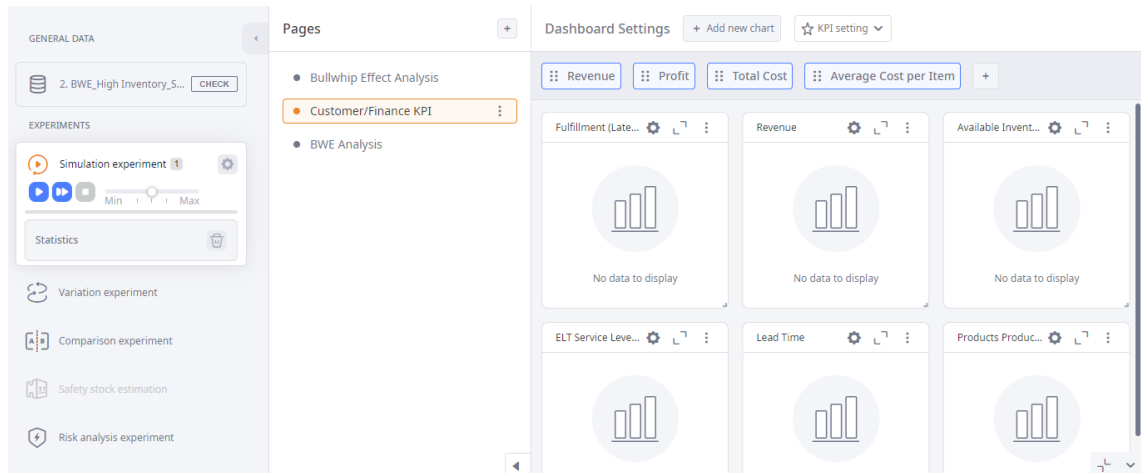 GENERAL DATA
2. BWE_High Inventory_S... CHECK
EXPERIMENTS
Simulation experiment 1
Min Max
Statistics
Variation experiment
A B Comparison experiment
Safety stock estimation
Risk analysis experiment
Pages +
Bullwhip Effect Analysis
Customer/Finance KPI
BWE Analysis
Dashboard Settings + Add new chart KPI setting
Revenue Profit Total Cost Average Cost per Item +
Fulfillment (Late... Revenue Available Invent...
No data to display No data to display No data to display
ELT Service Leve... Lead Time Products Produc...